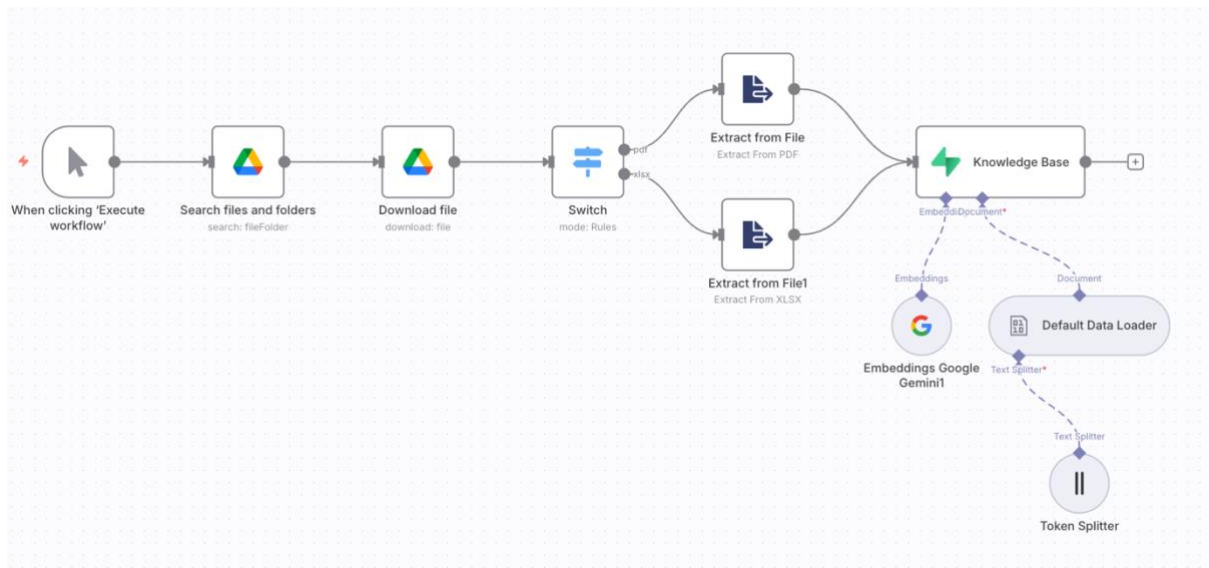 When clicking ‘Execute
workflow’
Search files and folders
search: fileFolder
Download file
download: file
Switch
mode: Rules
pdf
xlsx
Extract from File
Extract From PDF
Extract from File1
Extract From XLSX
Knowledge Base
+
Embeddi
Document*
Embeddings
Embeddings Google
Gemini1
Document
Default Data Loader
Text Splitter*
Text Splitter
Token Splitter